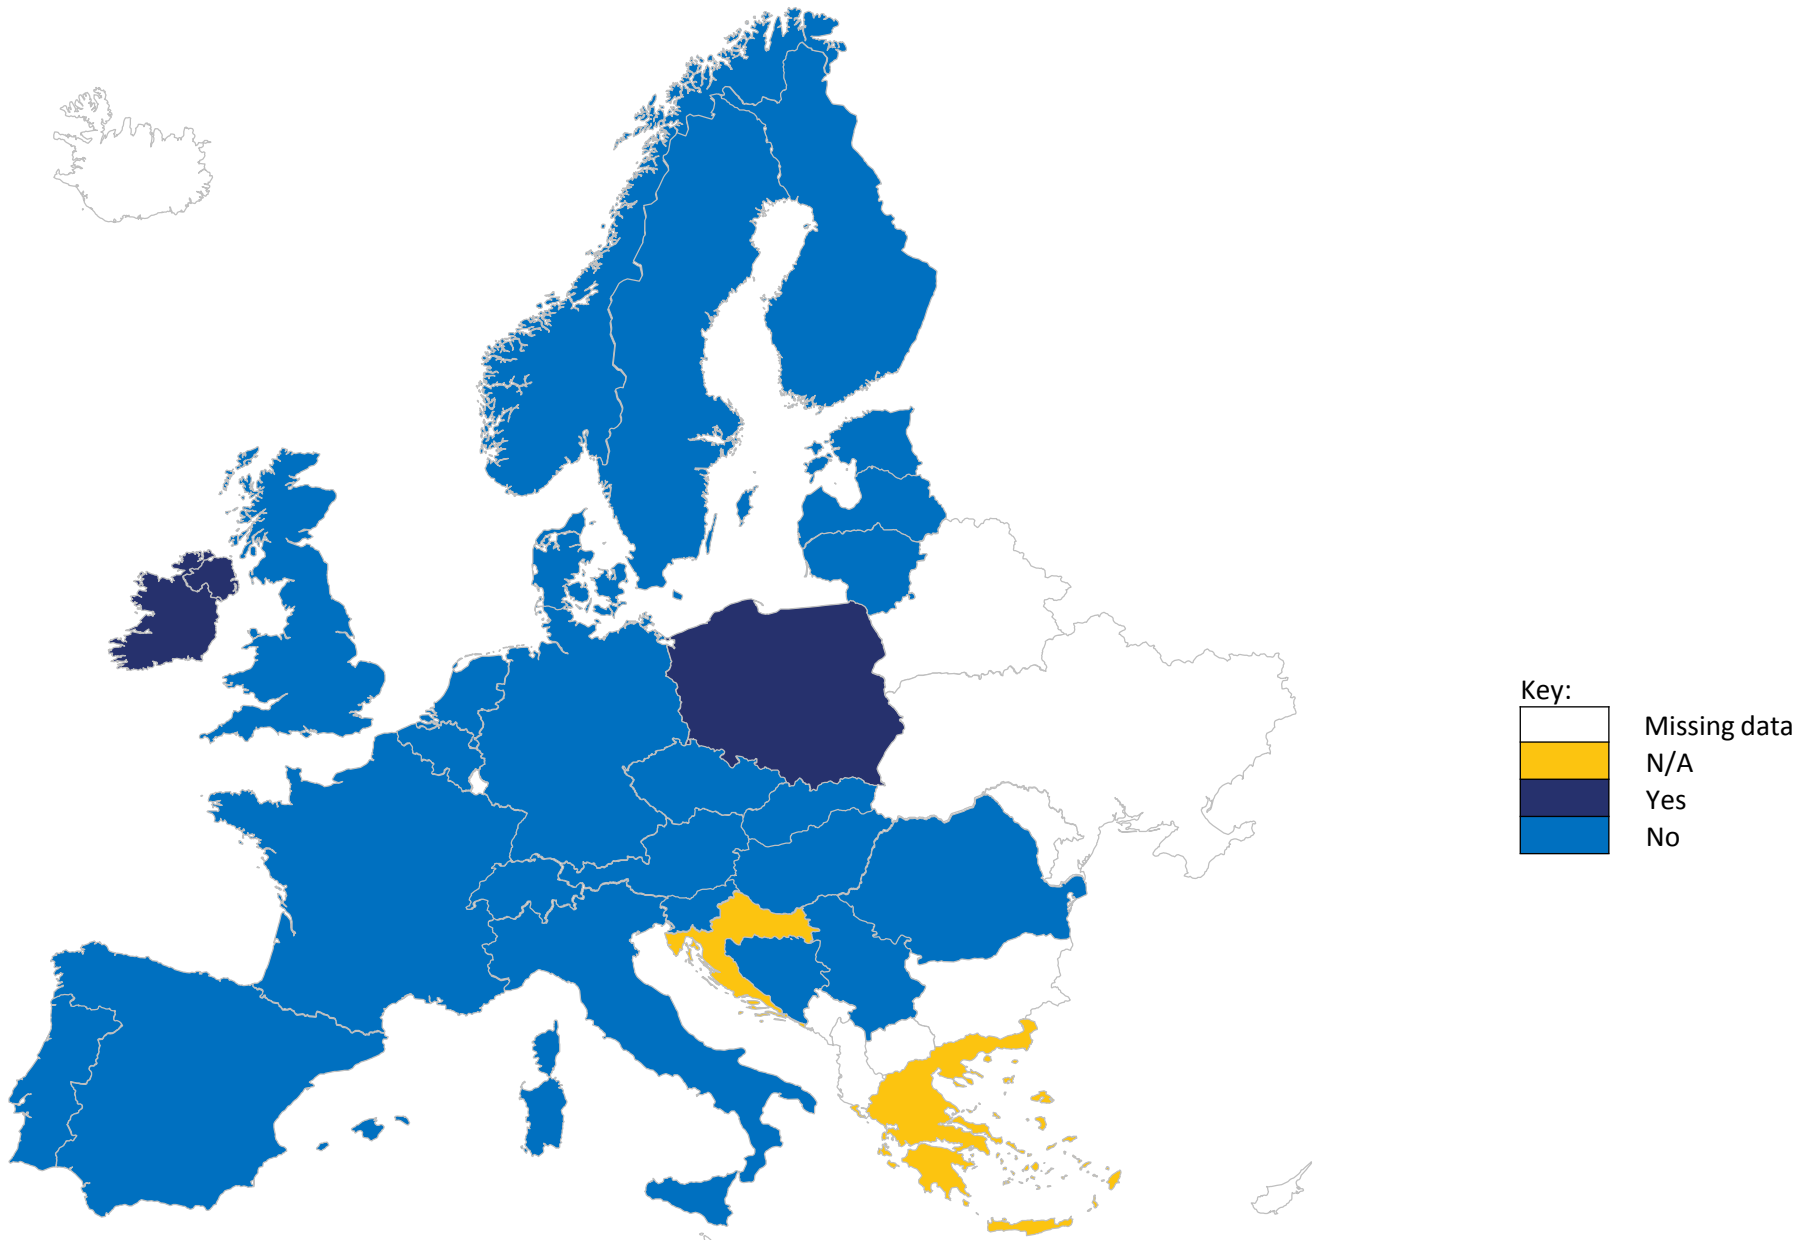 Key:
Missing data
N/A
Yes
No